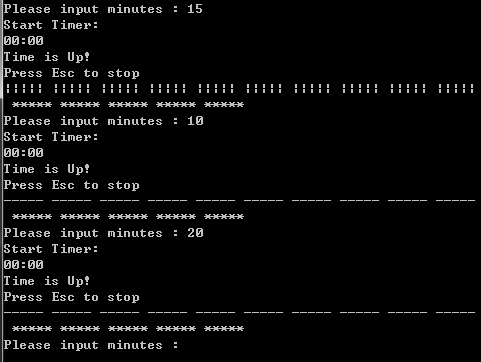 Please input minutes : 15
Start Timer:
00:00
Time is Up!
Press Esc to stop
¦¦¦¦¦ ¦¦¦¦¦ ¦¦¦¦¦ ¦¦¦¦¦ ¦¦¦¦¦ ¦¦¦¦¦ ¦¦¦¦¦ ¦¦¦¦¦ ¦¦¦¦¦ ¦¦¦¦¦
***** ***** ***** ***** *****
Please input minutes : 10
Start Timer:
00:00
Time is Up!
Press Esc to stop
----- ----- ----- ----- ----- ----- ----- ----- ----- -----
***** ***** ***** ***** *****
Please input minutes : 20
Start Timer:
00:00
Time is Up!
Press Esc to stop
----- ----- ----- ----- ----- ----- ----- ----- ----- -----
***** ***** ***** ***** *****
Please input minutes :